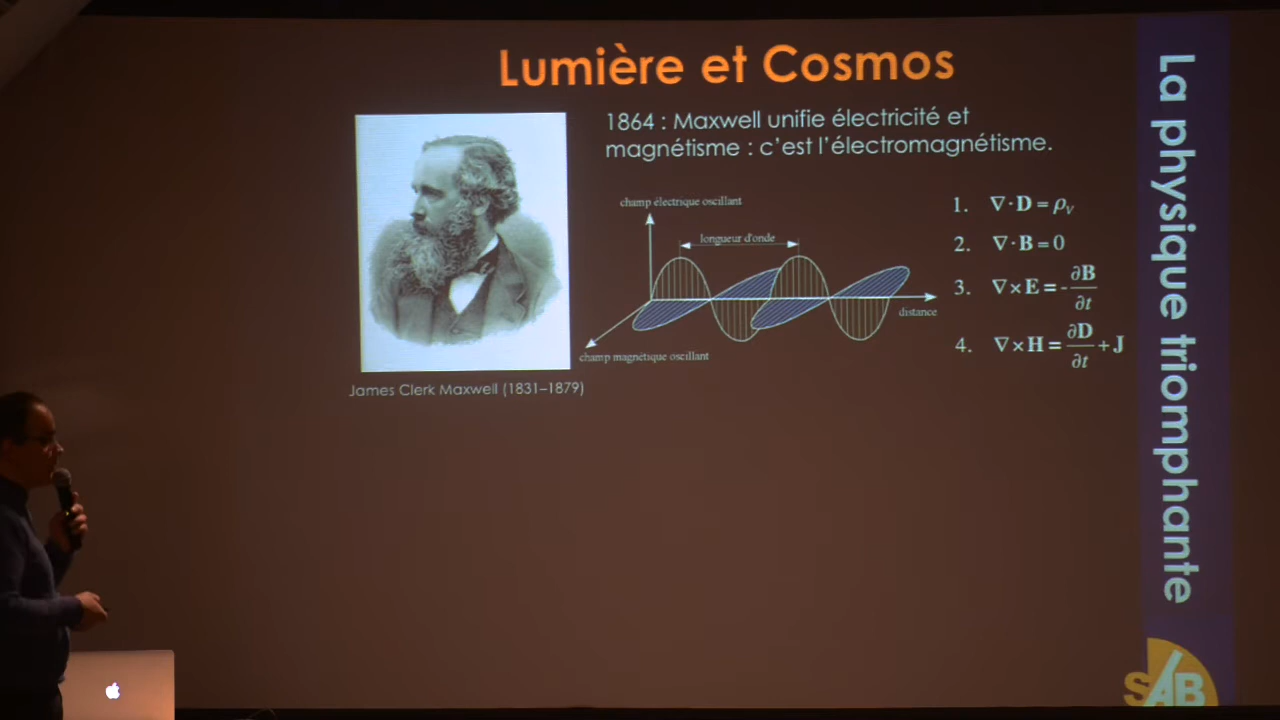 Lumière et Cosmos
1864 : Maxwell unifie électricité et
magnétisme : c'est l'électromagnétisme.
champ électrique oscillant
longueur d'onde
distance
champ magnétique oscillant
James Clerk Maxwell (1831–1879)
1. ∇·D = ρᵥ
2. ∇·B = 0
3. ∇×E = -∂B/∂t
4. ∇×H = ∂D/∂t + J
La physique triomphante
SAB